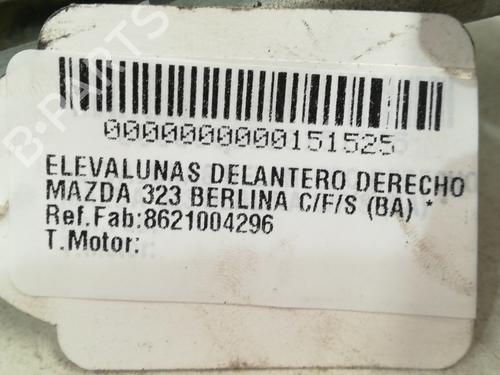 B-PARTS
0000000000151525
ELEVALUNAS DELANTERO DERECHO
MAZDA 323 BERLINA C/F/S (BA) *
Ref.Fab:8621004296
T.Motor: